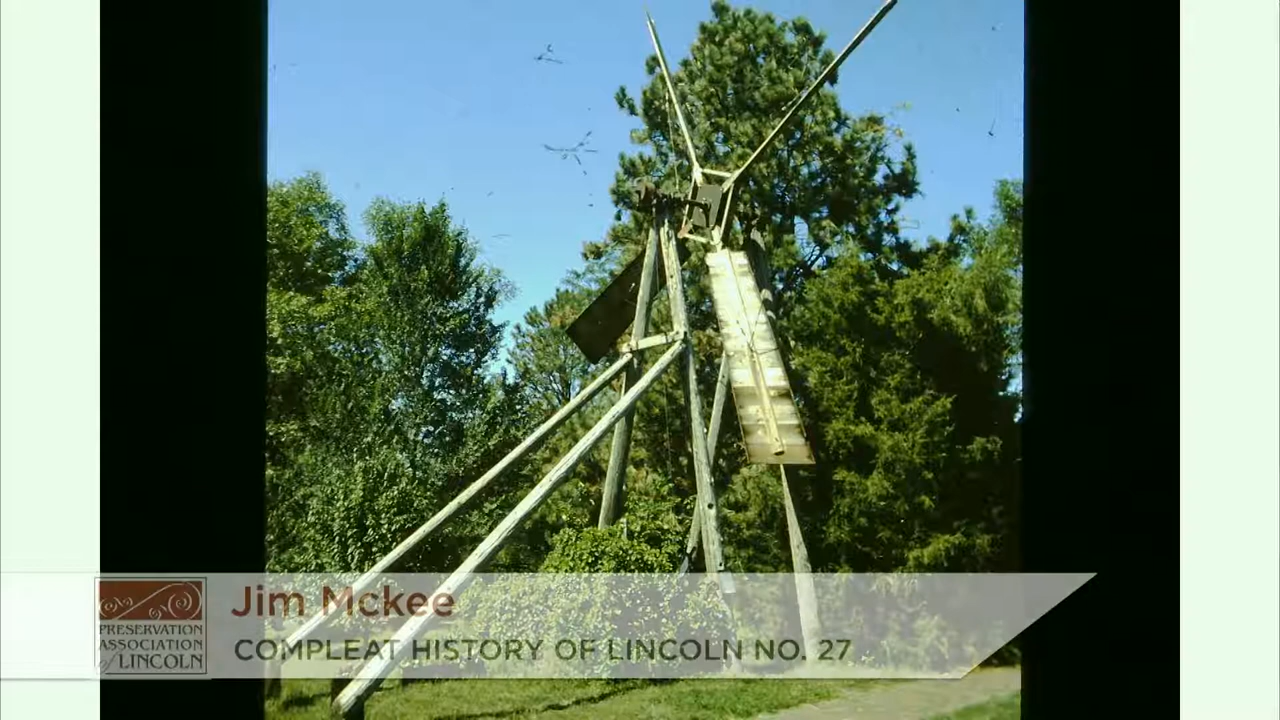 PRESERVATION
ASSOCIATION
of LINCOLN
Jim Mckee
COMPLEAT HISTORY OF LINCOLN NO. 27